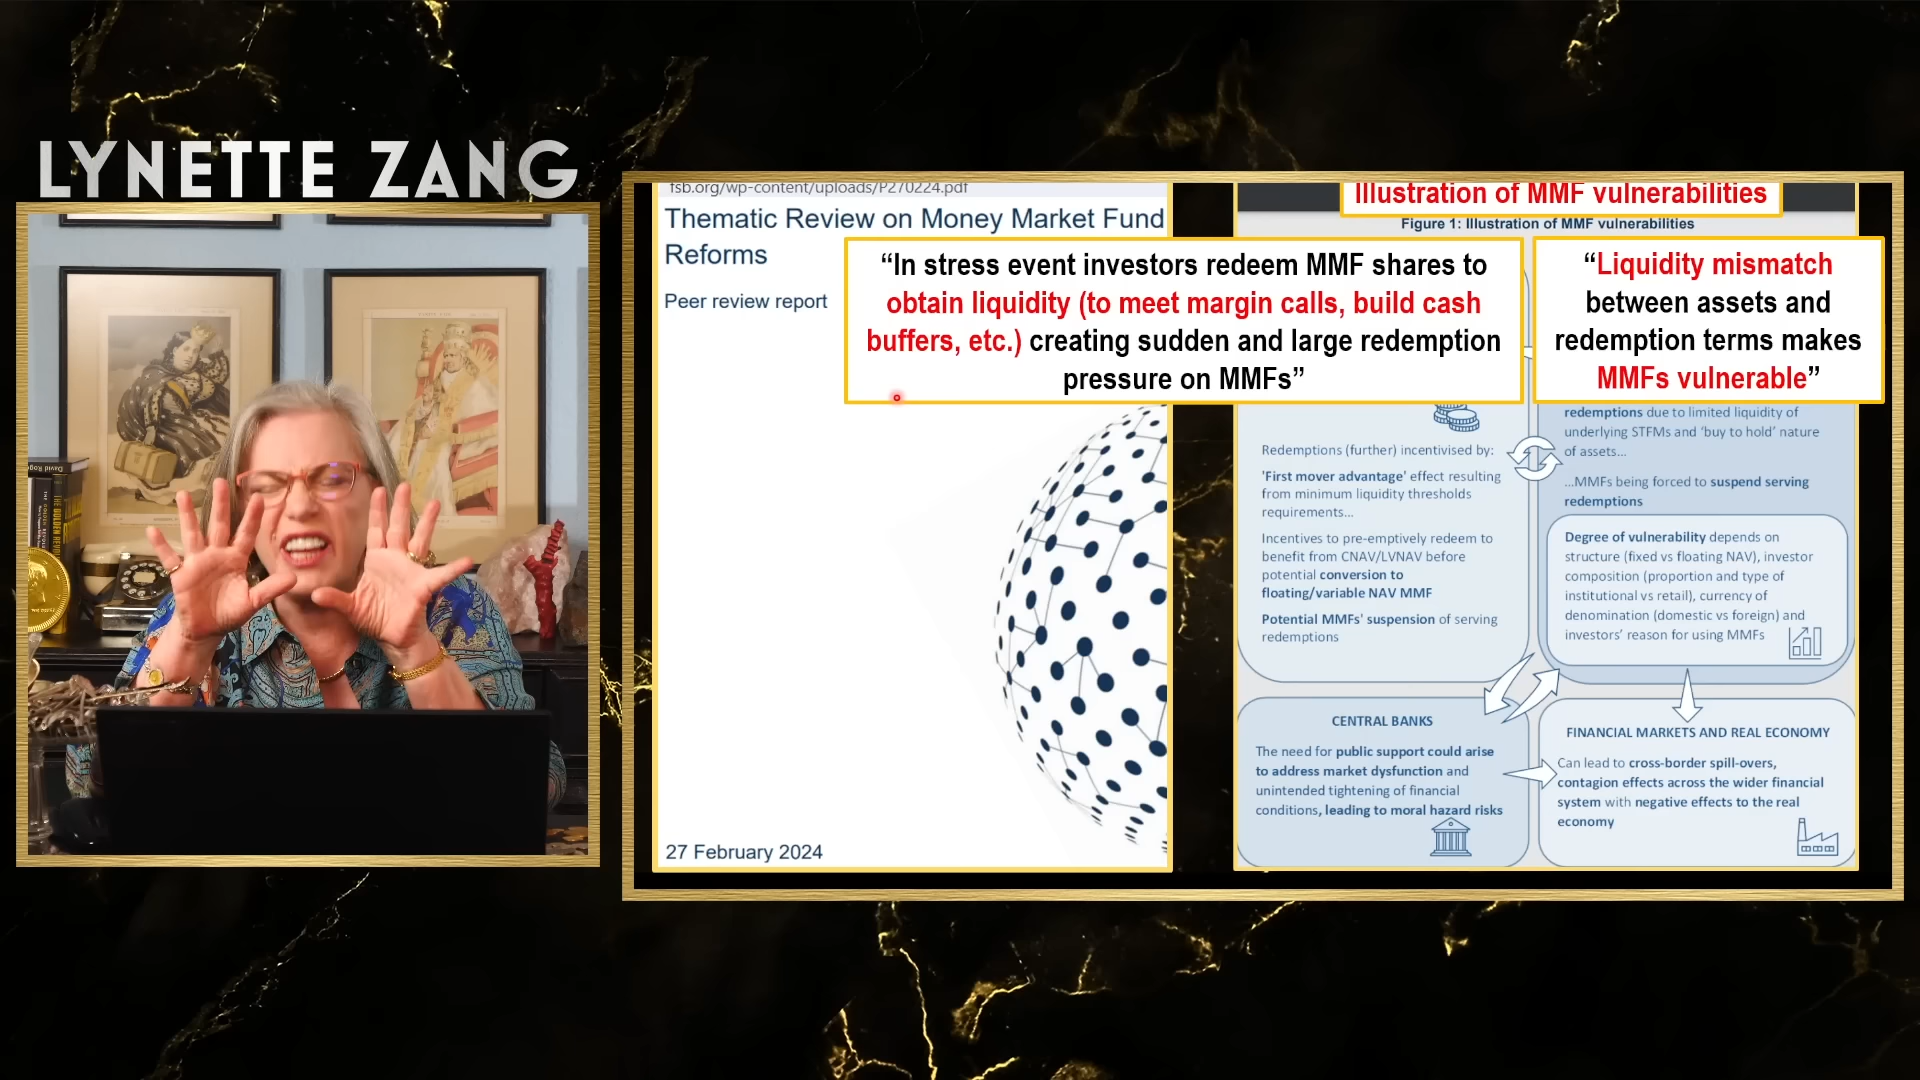 LYNETTE ZANG
fsb.org/wp-content/uploads/P270224.pdf
Thematic Review on Money Market Fund
Reforms
Peer review report
27 February 2024
“In stress event investors redeem MMF shares to
obtain liquidity (to meet margin calls, build cash
buffers, etc.) creating sudden and large redemption
pressure on MMFs”
Illustration of MMF vulnerabilities
Figure 1: Illustration of MMF vulnerabilities
“Liquidity mismatch
between assets and
redemption terms makes
MMFs vulnerable”
Redemptions (further) incentivised by:
'First mover advantage' effect resulting
from minimum liquidity thresholds
requirements...
Incentives to pre-emptively redeem to
benefit from CNAV/LVNAV before
potential conversion to
floating/variable NAV MMF
Potential MMFs' suspension of serving
redemptions
redemptions due to limited liquidity of
underlying STFMs and ‘buy to hold’ nature
of assets...
...MMFs being forced to suspend serving
redemptions
Degree of vulnerability depends on
structure (fixed vs floating NAV), investor
composition (proportion and type of
institutional vs retail), currency of
denomination (domestic vs foreign) and
investors’ reason for using MMFs
CENTRAL BANKS
The need for public support could arise
to address market dysfunction and
unintended tightening of financial
conditions, leading to moral hazard risks
FINANCIAL MARKETS AND REAL ECONOMY
Can lead to cross-border spill-overs,
contagion effects across the wider financial
system with negative effects to the real
economy